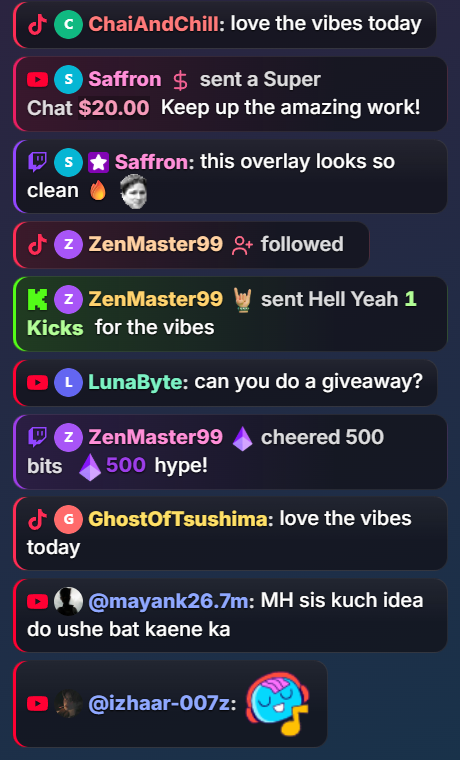 C ChaiAndChill: love the vibes today
S Saffron sent a Super
Chat $20.00 Keep up the amazing work!
S Saffron: this overlay looks so
clean
Z ZenMaster99 followed
Z ZenMaster99 sent Hell Yeah 1
Kicks for the vibes
L LunaByte: can you do a giveaway?
Z ZenMaster99 cheered 500
bits 500 hype!
G GhostOfTsushima: love the vibes
today
@mayank26.7m: MH sis kuch idea
do ushe bat kaene ka
@izhaar-007z: